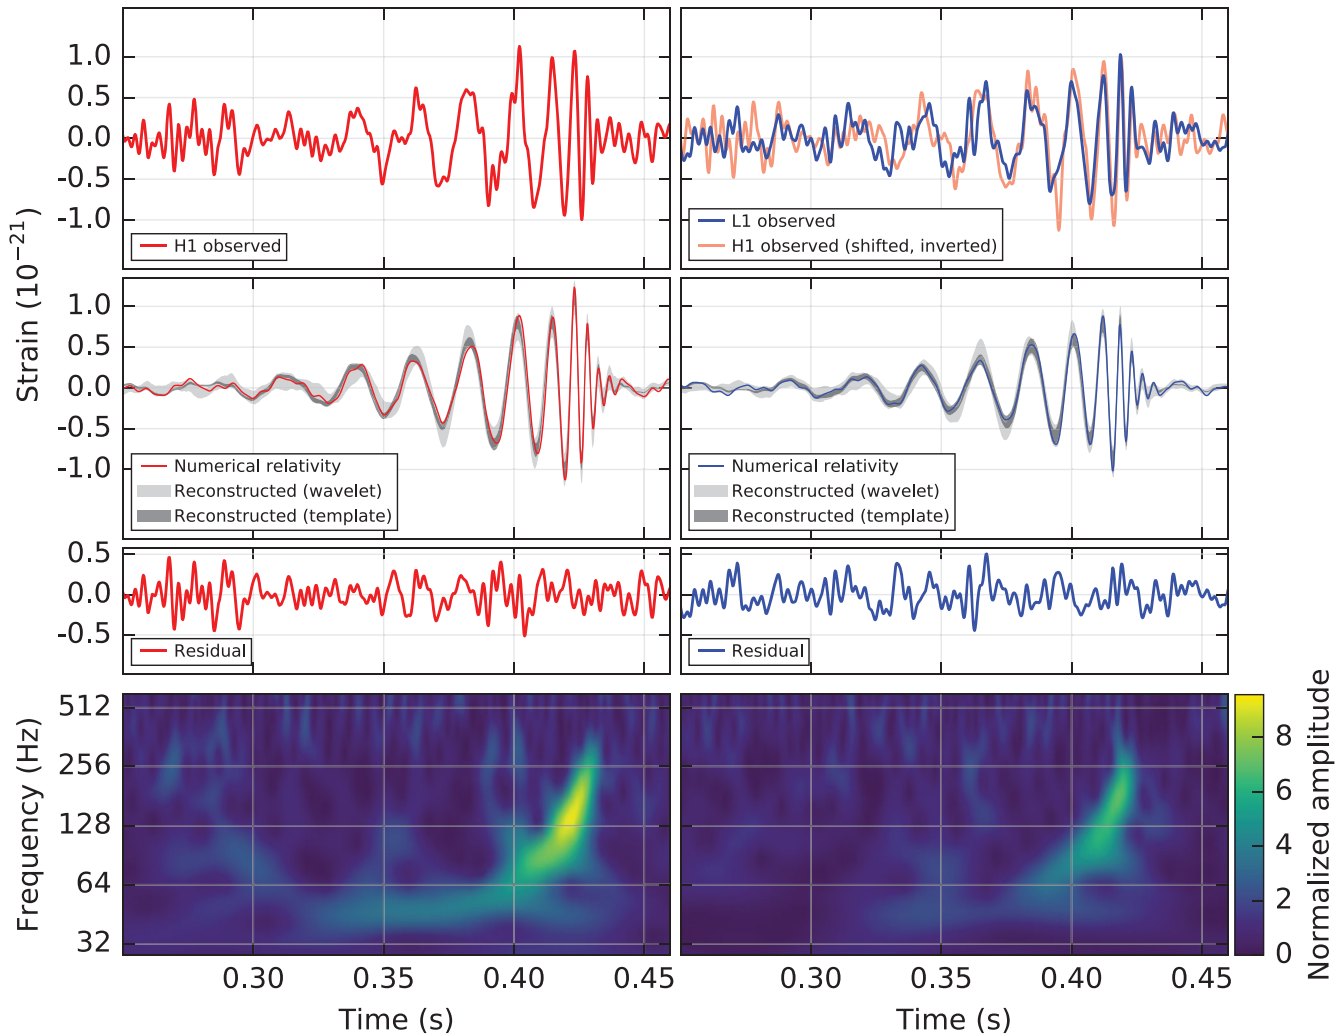 1.0
0.5
0.0
-0.5
-1.0
H1 observed
L1 observed
H1 observed (shifted, inverted)
Strain (10⁻²¹)
1.0
0.5
0.0
-0.5
-1.0
Numerical relativity
Reconstructed (wavelet)
Reconstructed (template)
Numerical relativity
Reconstructed (wavelet)
Reconstructed (template)
0.5
0.0
-0.5
Residual
Residual
Frequency (Hz)
512
256
128
64
32
0.30
0.35
0.40
0.45
Time (s)
0.30
0.35
0.40
0.45
Time (s)
8
6
4
2
0
Normalized amplitude